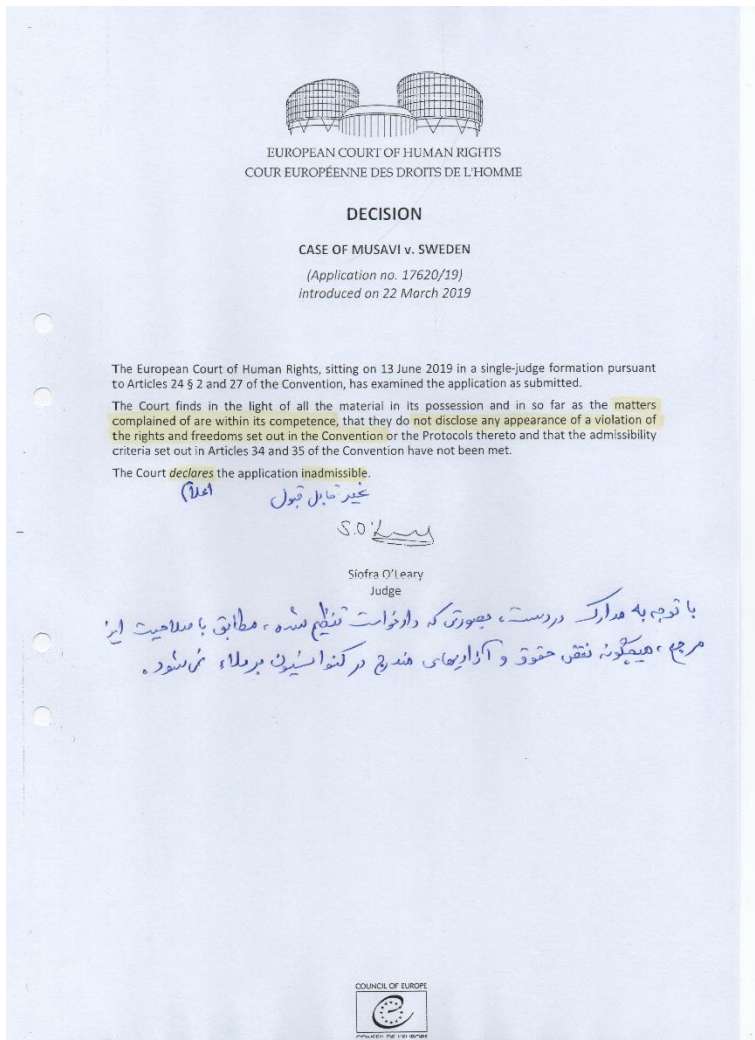 EUROPEAN COURT OF HUMAN RIGHTS
COUR EUROPÉENNE DES DROITS DE L'HOMME
DECISION
CASE OF MUSAVI v. SWEDEN
(Application no. 17620/19)
introduced on 22 March 2019
The European Court of Human Rights, sitting on 13 June 2019 in a single-judge formation pursuant
to Articles 24 § 2 and 27 of the Convention, has examined the application as submitted.
The Court finds in the light of all the material in its possession and in so far as the matters
complained of are within its competence, that they do not disclose any appearance of a violation of
the rights and freedoms set out in the Convention or the Protocols thereto and that the admissibility
criteria set out in Articles 34 and 35 of the Convention have not been met.
The Court declares the application inadmissible.
اعلام غیر قابل قبول
S.O'L
Síofra O'Leary
Judge
با توجه به مدارک در دست، بصورتی که دادخواست تنظیم شده، مطابق با صلاحیت این
مرجع، هیچگونه نقض حقوق و آزادیهای مندرج در کنوانسیون برملاء نمی‌شود.
COUNCIL OF EUROPE
CONSEIL DE L'EUROPE